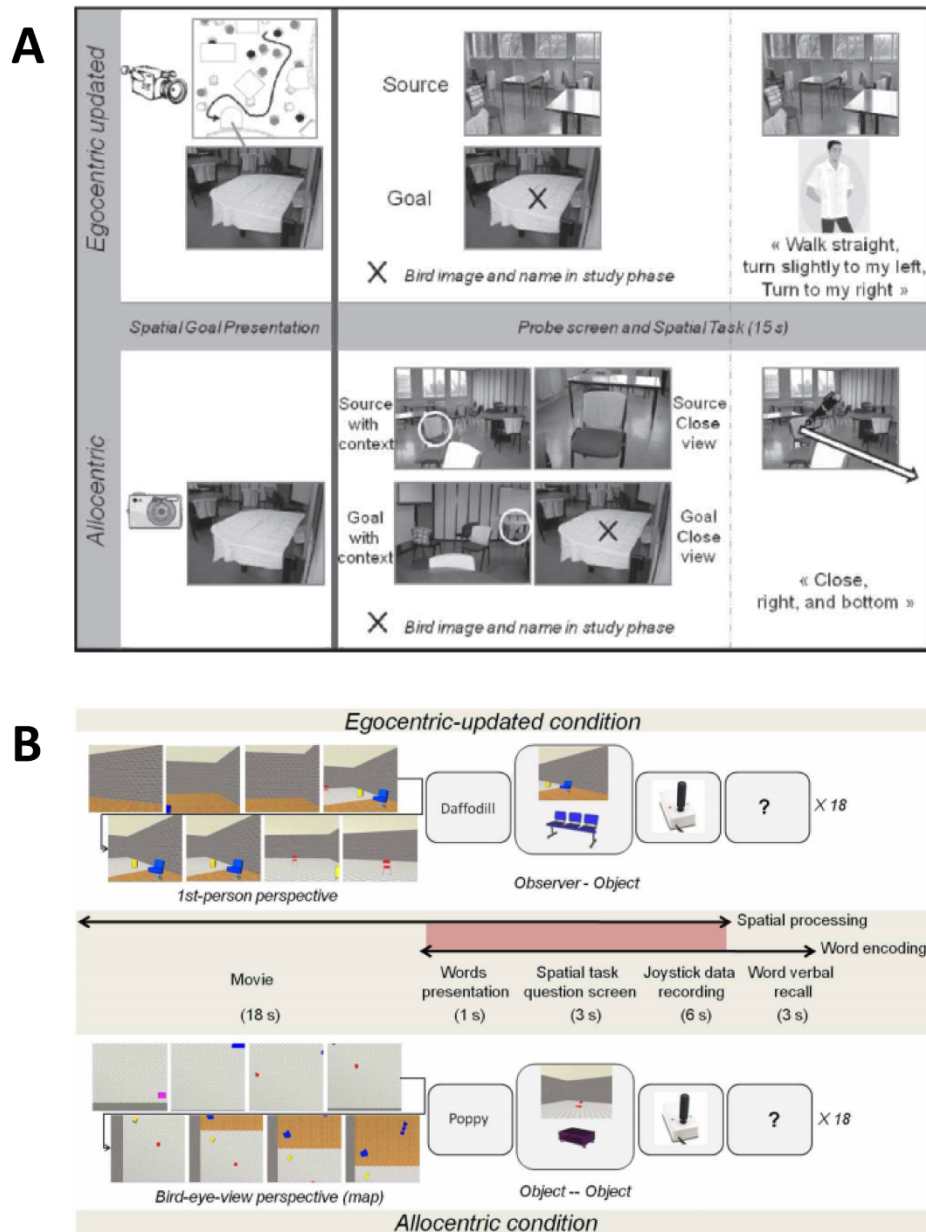 A
Egocentric updated
Source
Goal
X Bird image and name in study phase
« Walk straight,
turn slightly to my left,
Turn to my right »
Spatial Goal Presentation
Probe screen and Spatial Task (15 s)
Allocentric
Source
with
context
Source
Close
view
Goal
with
context
Goal
Close
view
X Bird image and name in study phase
« Close,
right, and bottom »
B
Egocentric-updated condition
Daffodill
?
X 18
1st-person perspective
Observer - Object
Spatial processing
Word encoding
Movie
(18 s)
Words
presentation
(1 s)
Spatial task
question screen
(3 s)
Joystick data
recording
(6 s)
Word verbal
recall
(3 s)
Poppy
?
X 18
Bird-eye-view perspective (map)
Object -- Object
Allocentric condition